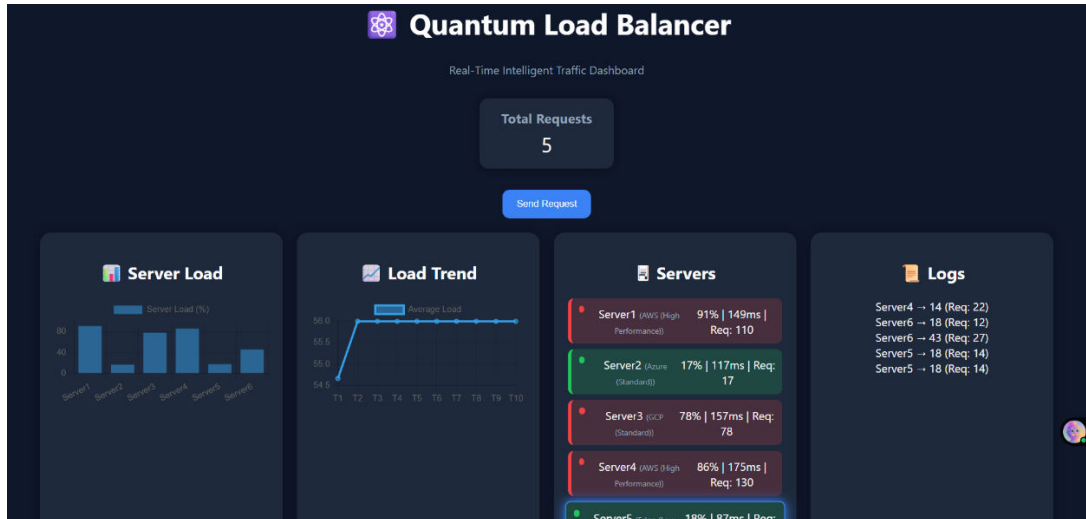 Quantum Load Balancer
Real-Time Intelligent Traffic Dashboard
Total Requests
5
Send Request
Server Load
Server Load (%)
80
40
0
Server1
Server2
Server3
Server4
Server5
Server6
Load Trend
Average Load
56.0
55.5
55.0
54.5
T1 T2 T3 T4 T5 T6 T7 T8 T9 T10
Servers
Server1 (AWS (High Performance))
91% | 149ms | Req: 110
Server2 (Azure (Standard))
17% | 117ms | Req: 17
Server3 (GCP (Standard))
78% | 157ms | Req: 78
Server4 (AWS (High Performance))
86% | 175ms | Req: 130
Server5
18% | 87ms | Req:
Logs
Server4 → 14 (Req: 22)
Server6 → 18 (Req: 12)
Server6 → 43 (Req: 27)
Server5 → 18 (Req: 14)
Server5 → 18 (Req: 14)